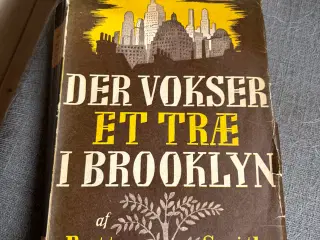 DER VOKSER
ET TRÆ
I BROOKLYN
af